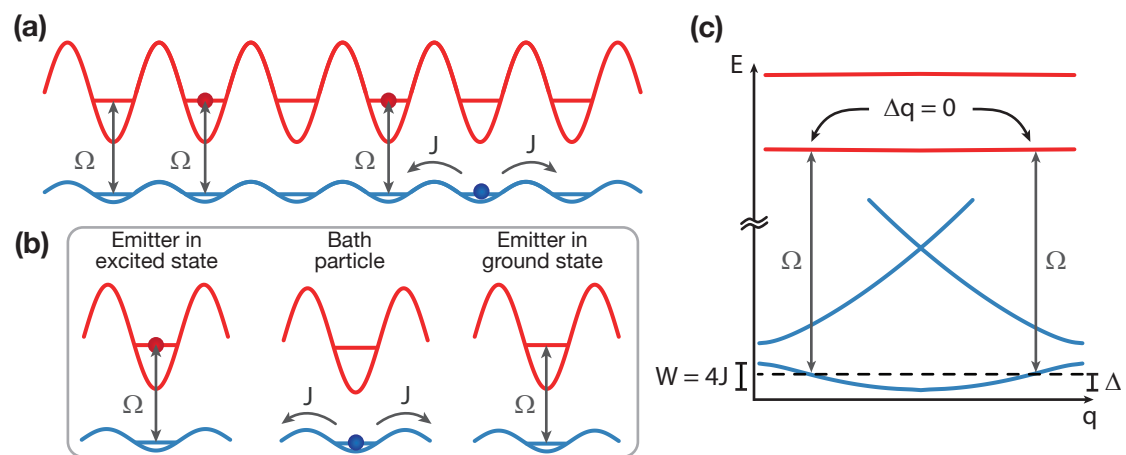 (a)
Ω
Ω
Ω
J
J
(b)
Emitter in
excited state
Bath
particle
Emitter in
ground state
Ω
J
J
Ω
(c)
E
Δq = 0
Ω
Ω
W = 4J
Δ
q